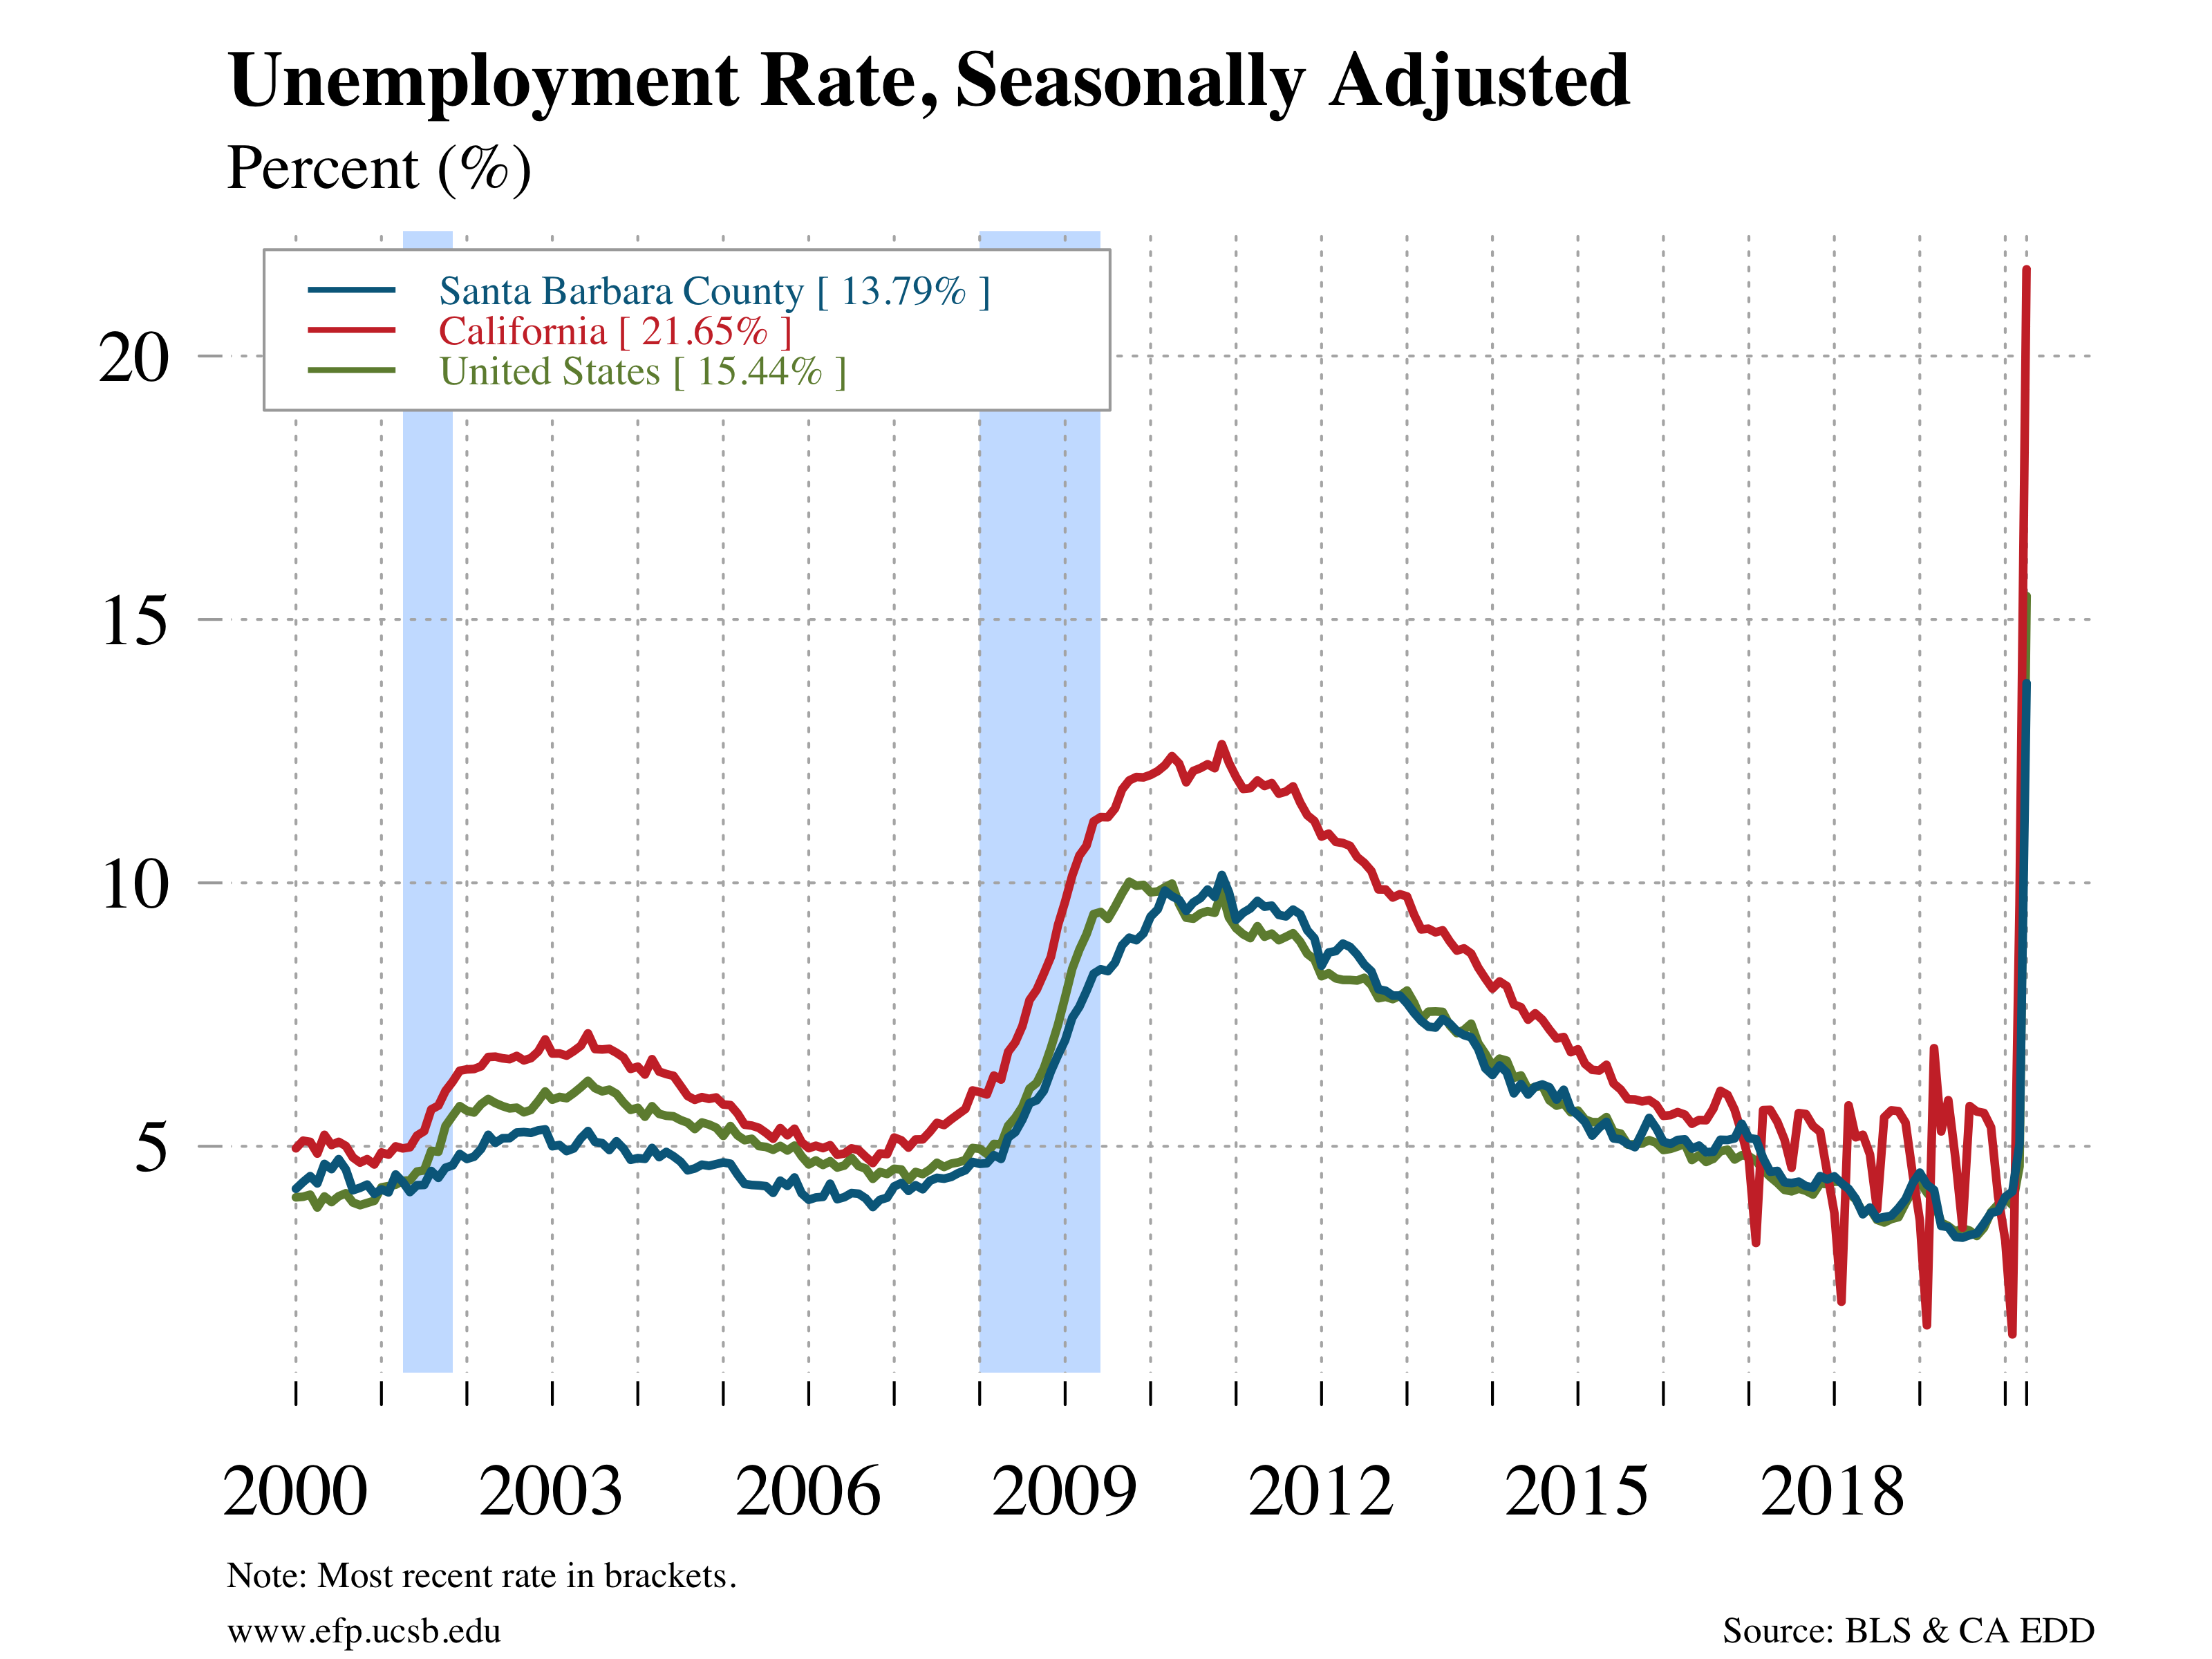 Unemployment Rate, Seasonally Adjusted
Percent (%)
Santa Barbara County [ 13.79% ]
California [ 21.65% ]
United States [ 15.44% ]
20
15
10
5
2000 2003 2006 2009 2012 2015 2018
Note: Most recent rate in brackets.
www.efp.ucsb.edu
Source: BLS & CA EDD